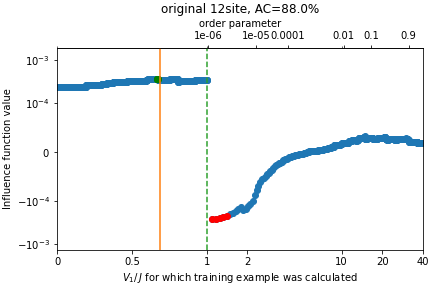 original 12site, AC=88.0%
order parameter
1e-06 1e-05 0.0001 0.01 0.1 0.9
10⁻³
10⁻⁴
0
−10⁻⁴
−10⁻³
Influence function value
0 0.5 1 2 10 20 40
V₁/J for which training example was calculated